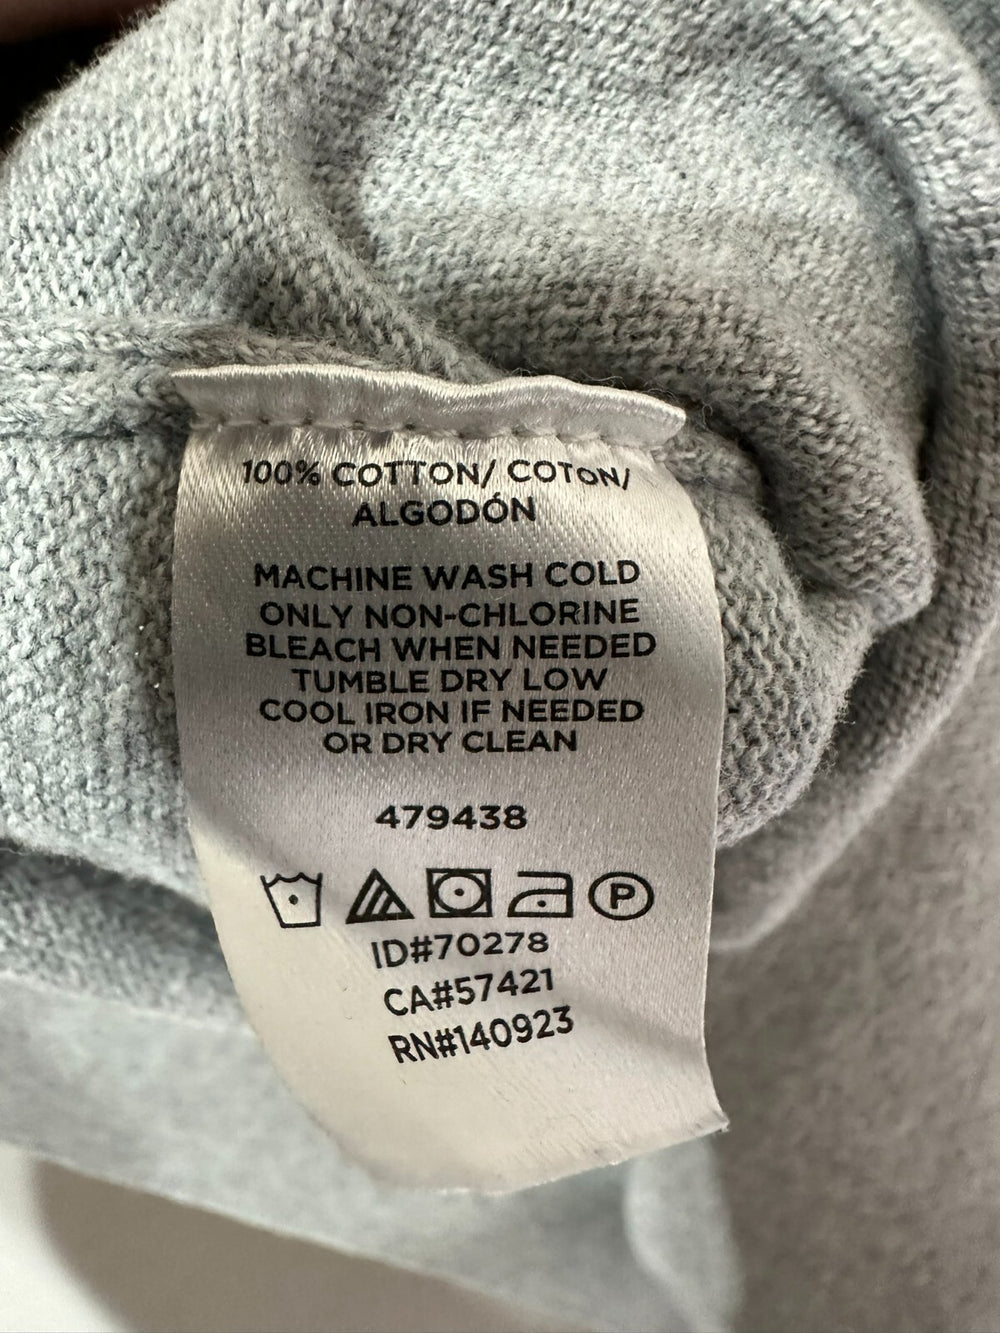 100% COTTON/ COTON/
ALGODÓN
MACHINE WASH COLD
ONLY NON-CHLORINE
BLEACH WHEN NEEDED
TUMBLE DRY LOW
COOL IRON IF NEEDED
OR DRY CLEAN
479438
P
ID#70278
CA#57421
RN#140923